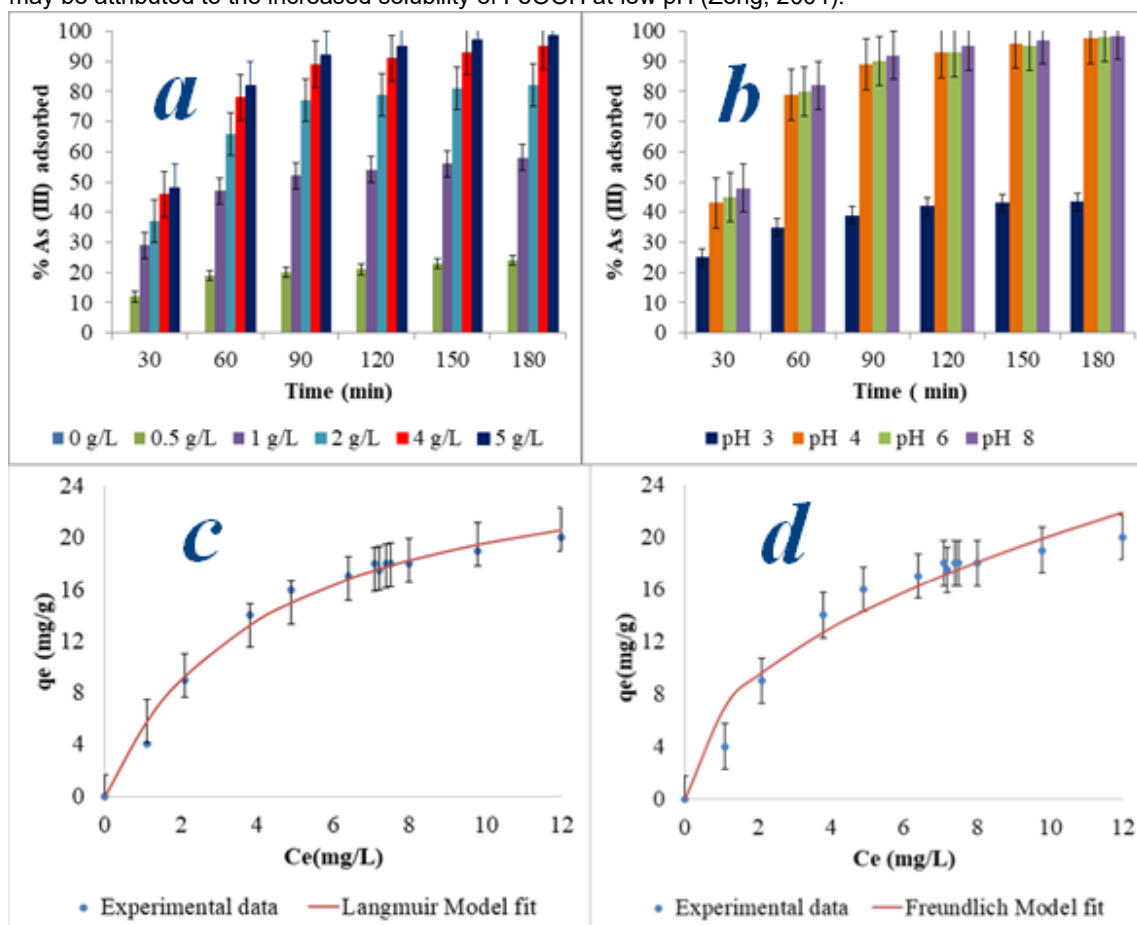 may be attributed to the increased solubility of FeOOH at low pH (Zeng, 2004).
a
100
90
80
70
60
50
40
30
20
10
0
% As (III) adsorbed
30 60 90 120 150 180
Time (min)
0 g/L 0.5 g/L 1 g/L 2 g/L 4 g/L 5 g/L
b
100
90
80
70
60
50
40
30
20
10
0
% As (III) adsorbed
30 60 90 120 150 180
Time ( min)
pH 3 pH 4 pH 6 pH 8
c
24
20
16
12
8
4
0
qe (mg/g)
0 2 4 6 8 10 12
Ce(mg/L)
Experimental data Langmuir Model fit
d
24
20
16
12
8
4
0
qe(mg/g)
0 2 4 6 8 10 12
Ce (mg/L)
Experimental data Freundlich Model fit